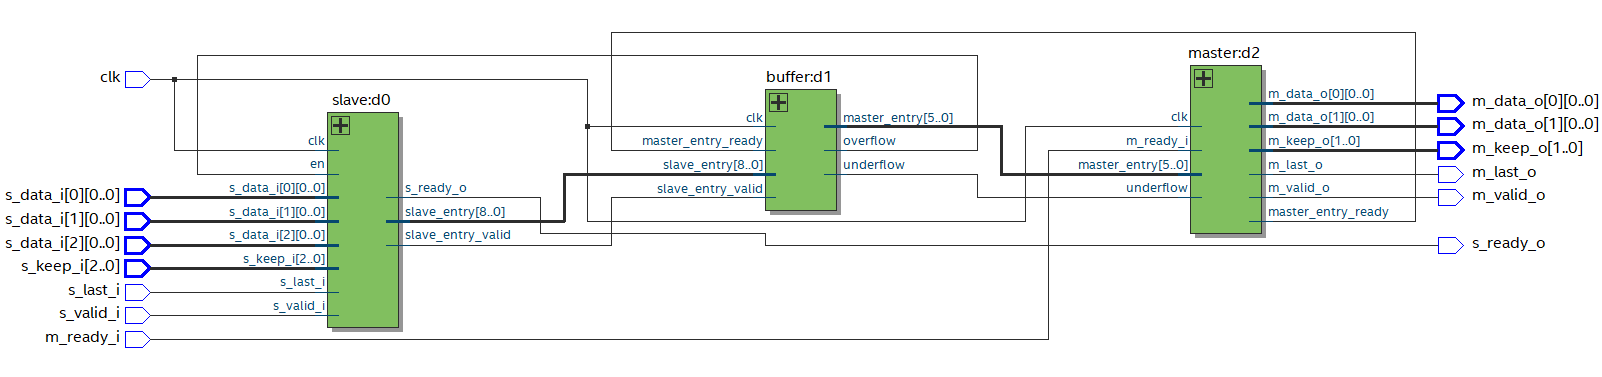 clk
s_data_i[0][0..0]
s_data_i[1][0..0]
s_data_i[2][0..0]
s_keep_i[2..0]
s_last_i
s_valid_i
m_ready_i
slave:d0
clk
en
s_data_i[0][0..0]
s_data_i[1][0..0]
s_data_i[2][0..0]
s_keep_i[2..0]
s_last_i
s_valid_i
s_ready_o
slave_entry[8..0]
slave_entry_valid
buffer:d1
clk
master_entry_ready
slave_entry[8..0]
slave_entry_valid
master_entry[5..0]
overflow
underflow
master:d2
clk
m_ready_i
master_entry[5..0]
underflow
m_data_o[0][0..0]
m_data_o[1][0..0]
m_keep_o[1..0]
m_last_o
m_valid_o
master_entry_ready
m_data_o[0][0..0]
m_data_o[1][0..0]
m_keep_o[1..0]
m_last_o
m_valid_o
s_ready_o